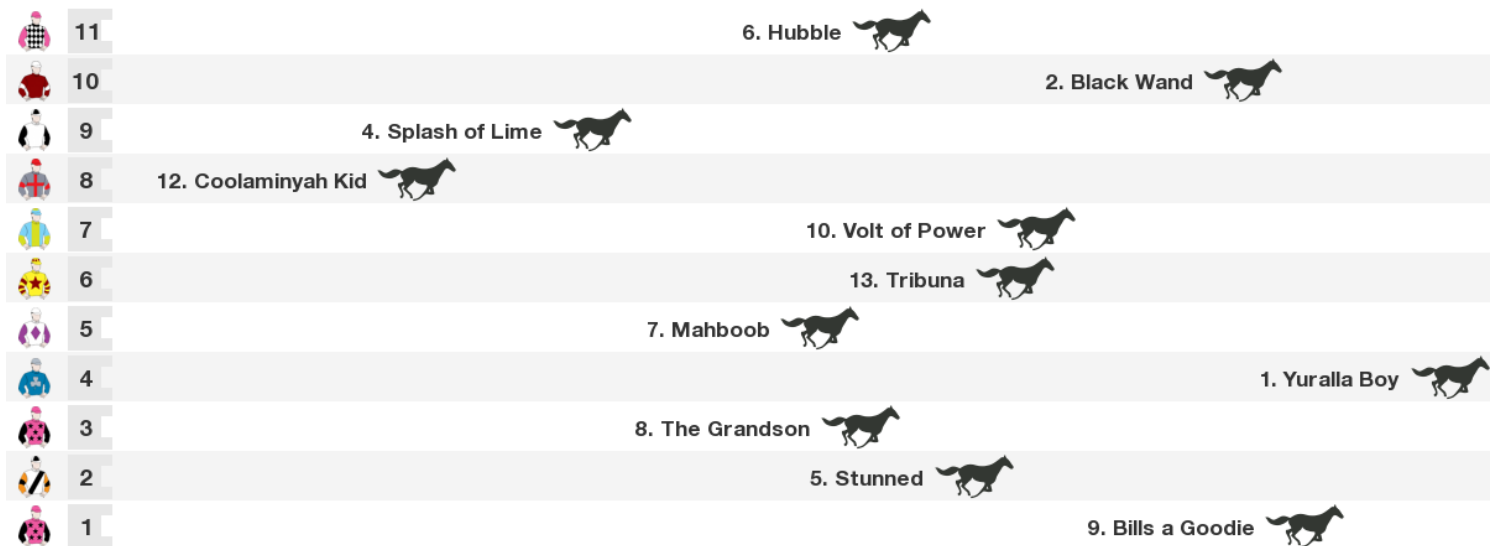 11 6. Hubble
10 2. Black Wand
9 4. Splash of Lime
8 12. Coolaminyah Kid
7 10. Volt of Power
6 13. Tribuna
5 7. Mahboob
4 1. Yuralla Boy
3 8. The Grandson
2 5. Stunned
1 9. Bills a Goodie